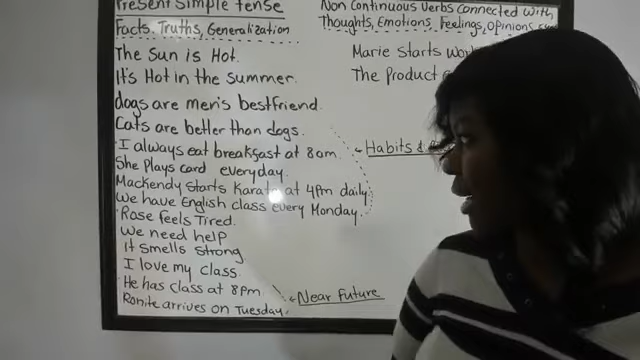 Present Simple Tense
Facts, Truths, Generalization
The Sun is Hot.
It's Hot in the summer.
dogs are men's bestfriend.
Cats are better than dogs.
I always eat breakfast at 8am
She Plays card everyday.
Mackendy starts Karate at 4Pm daily
We have English class every Monday.
Rose feels Tired.
We need help
It smells strong
I love my class.
He has class at 8Pm
Ronite arrives on Tuesday.
Non Continuous Verbs connected with
Thoughts, Emotions, Feelings, Opinions
Marie starts
The Product
Habits &
Near Future